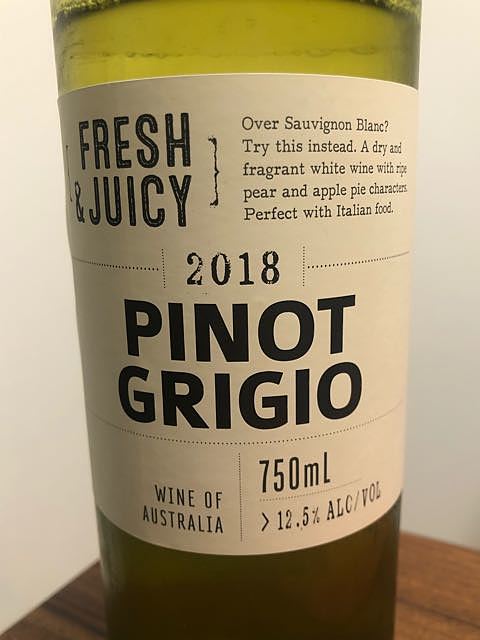 FRESH
& JUICY
Over Sauvignon Blanc?
Try this instead. A dry and
fragrant white wine with ripe
pear and apple pie characters.
Perfect with Italian food.
2018
PINOT
GRIGIO
WINE OF
AUSTRALIA
750mL
> 12.5% ALC/VOL